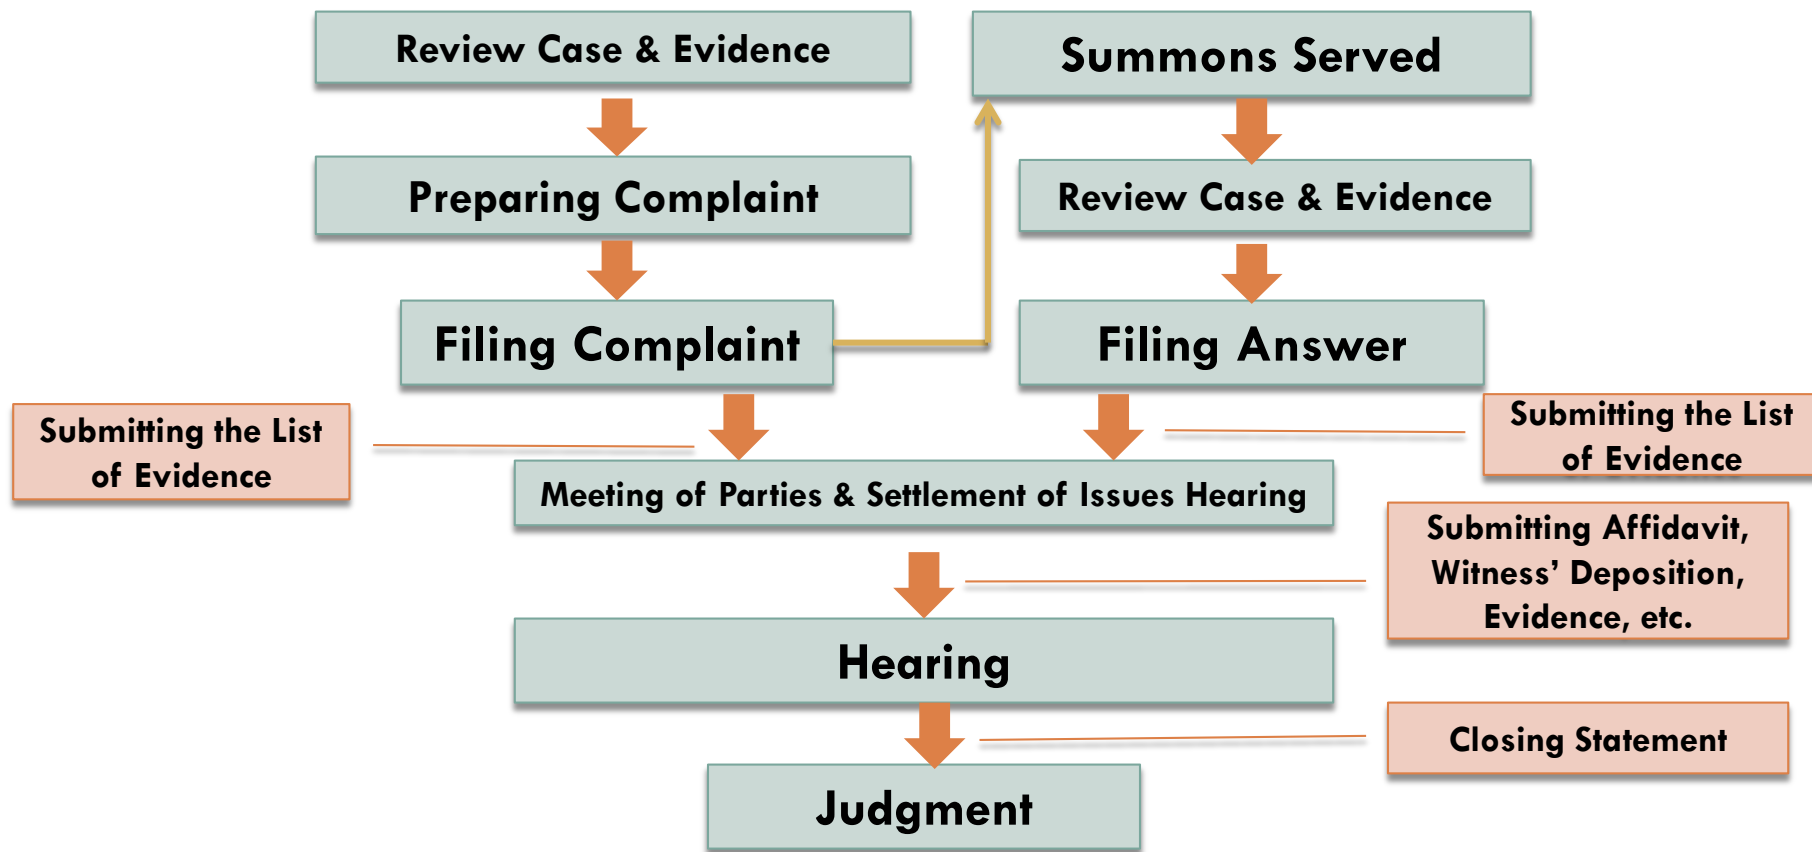 Review Case & Evidence
Summons Served
Preparing Complaint
Review Case & Evidence
Filing Complaint
Filing Answer
Submitting the List
of Evidence
Submitting the List
of Evidence
Meeting of Parties & Settlement of Issues Hearing
Submitting Affidavit,
Witness’ Deposition,
Evidence, etc.
Hearing
Closing Statement
Judgment